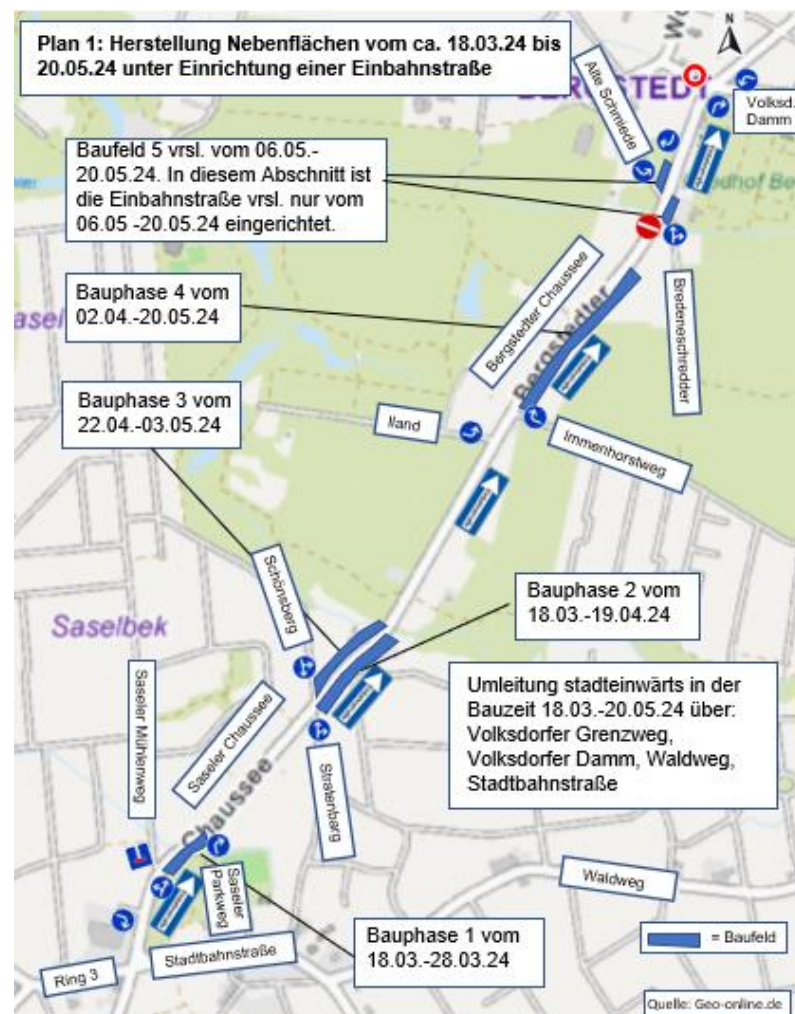 Plan 1: Herstellung Nebenflächen vom ca. 18.03.24 bis
20.05.24 unter Einrichtung einer Einbahnstraße
N
Alte Schmiede
Volksd.
Damm
Baufeld 5 vrsl. vom 06.05.-
20.05.24. In diesem Abschnitt ist
die Einbahnstraße vrsl. nur vom
06.05 -20.05.24 eingerichtet.
Bergstedter Chaussee
Bergstedter
Bredeneschredder
Bauphase 4 vom
02.04.-20.05.24
Bauphase 3 vom
22.04.-03.05.24
Iland
Immenhorstweg
Schönsberg
Bauphase 2 vom
18.03.-19.04.24
Saselbek
Saseler Mühlenweg
Saseler Chaussee
Chaussee
Stratenbarg
Umleitung stadteinwärts in der
Bauzeit 18.03.-20.05.24 über:
Volksdorfer Grenzweg,
Volksdorfer Damm, Waldweg,
Stadtbahnstraße
Saseler
Parkweg
Waldweg
Stadtbahnstraße
Ring 3
Bauphase 1 vom
18.03.-28.03.24
= Baufeld
Quelle: Geo-online.de